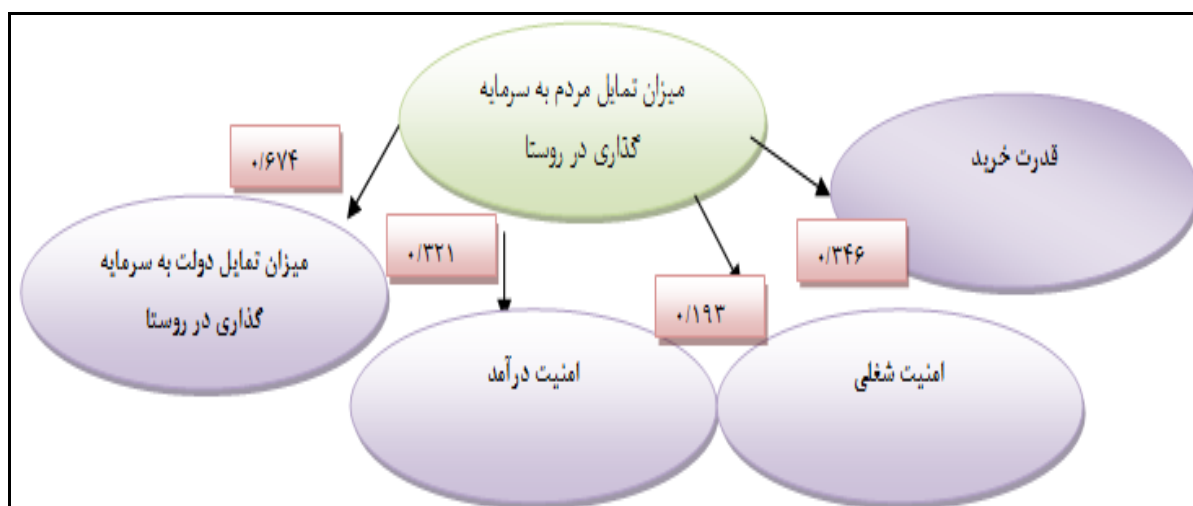 میزان تمایل مردم به سرمایه
گذاری در روستا
قدرت خرید
۰/۶۷۴
۰/۳۴۶
۰/۳۲۱
میزان تمایل دولت به سرمایه
گذاری در روستا
۰/۱۹۳
امنیت شغلی
امنیت درآمد